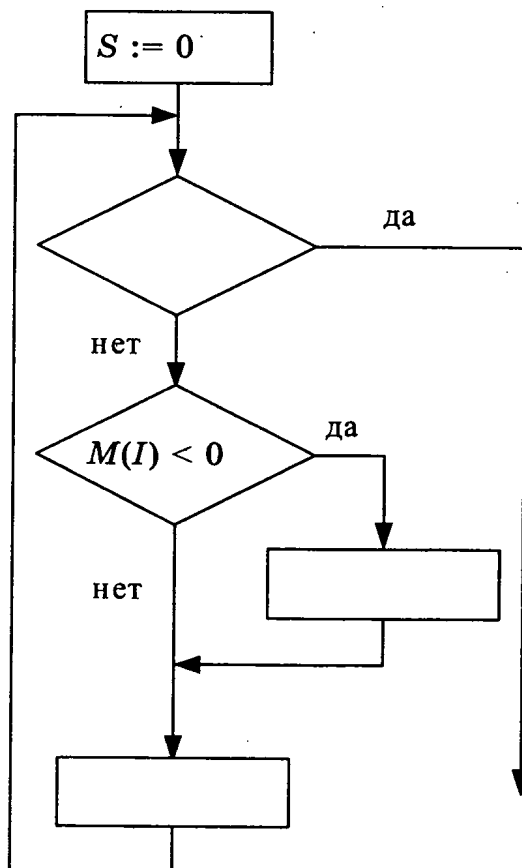 S := 0
да
нет
M(I) < 0
да
нет